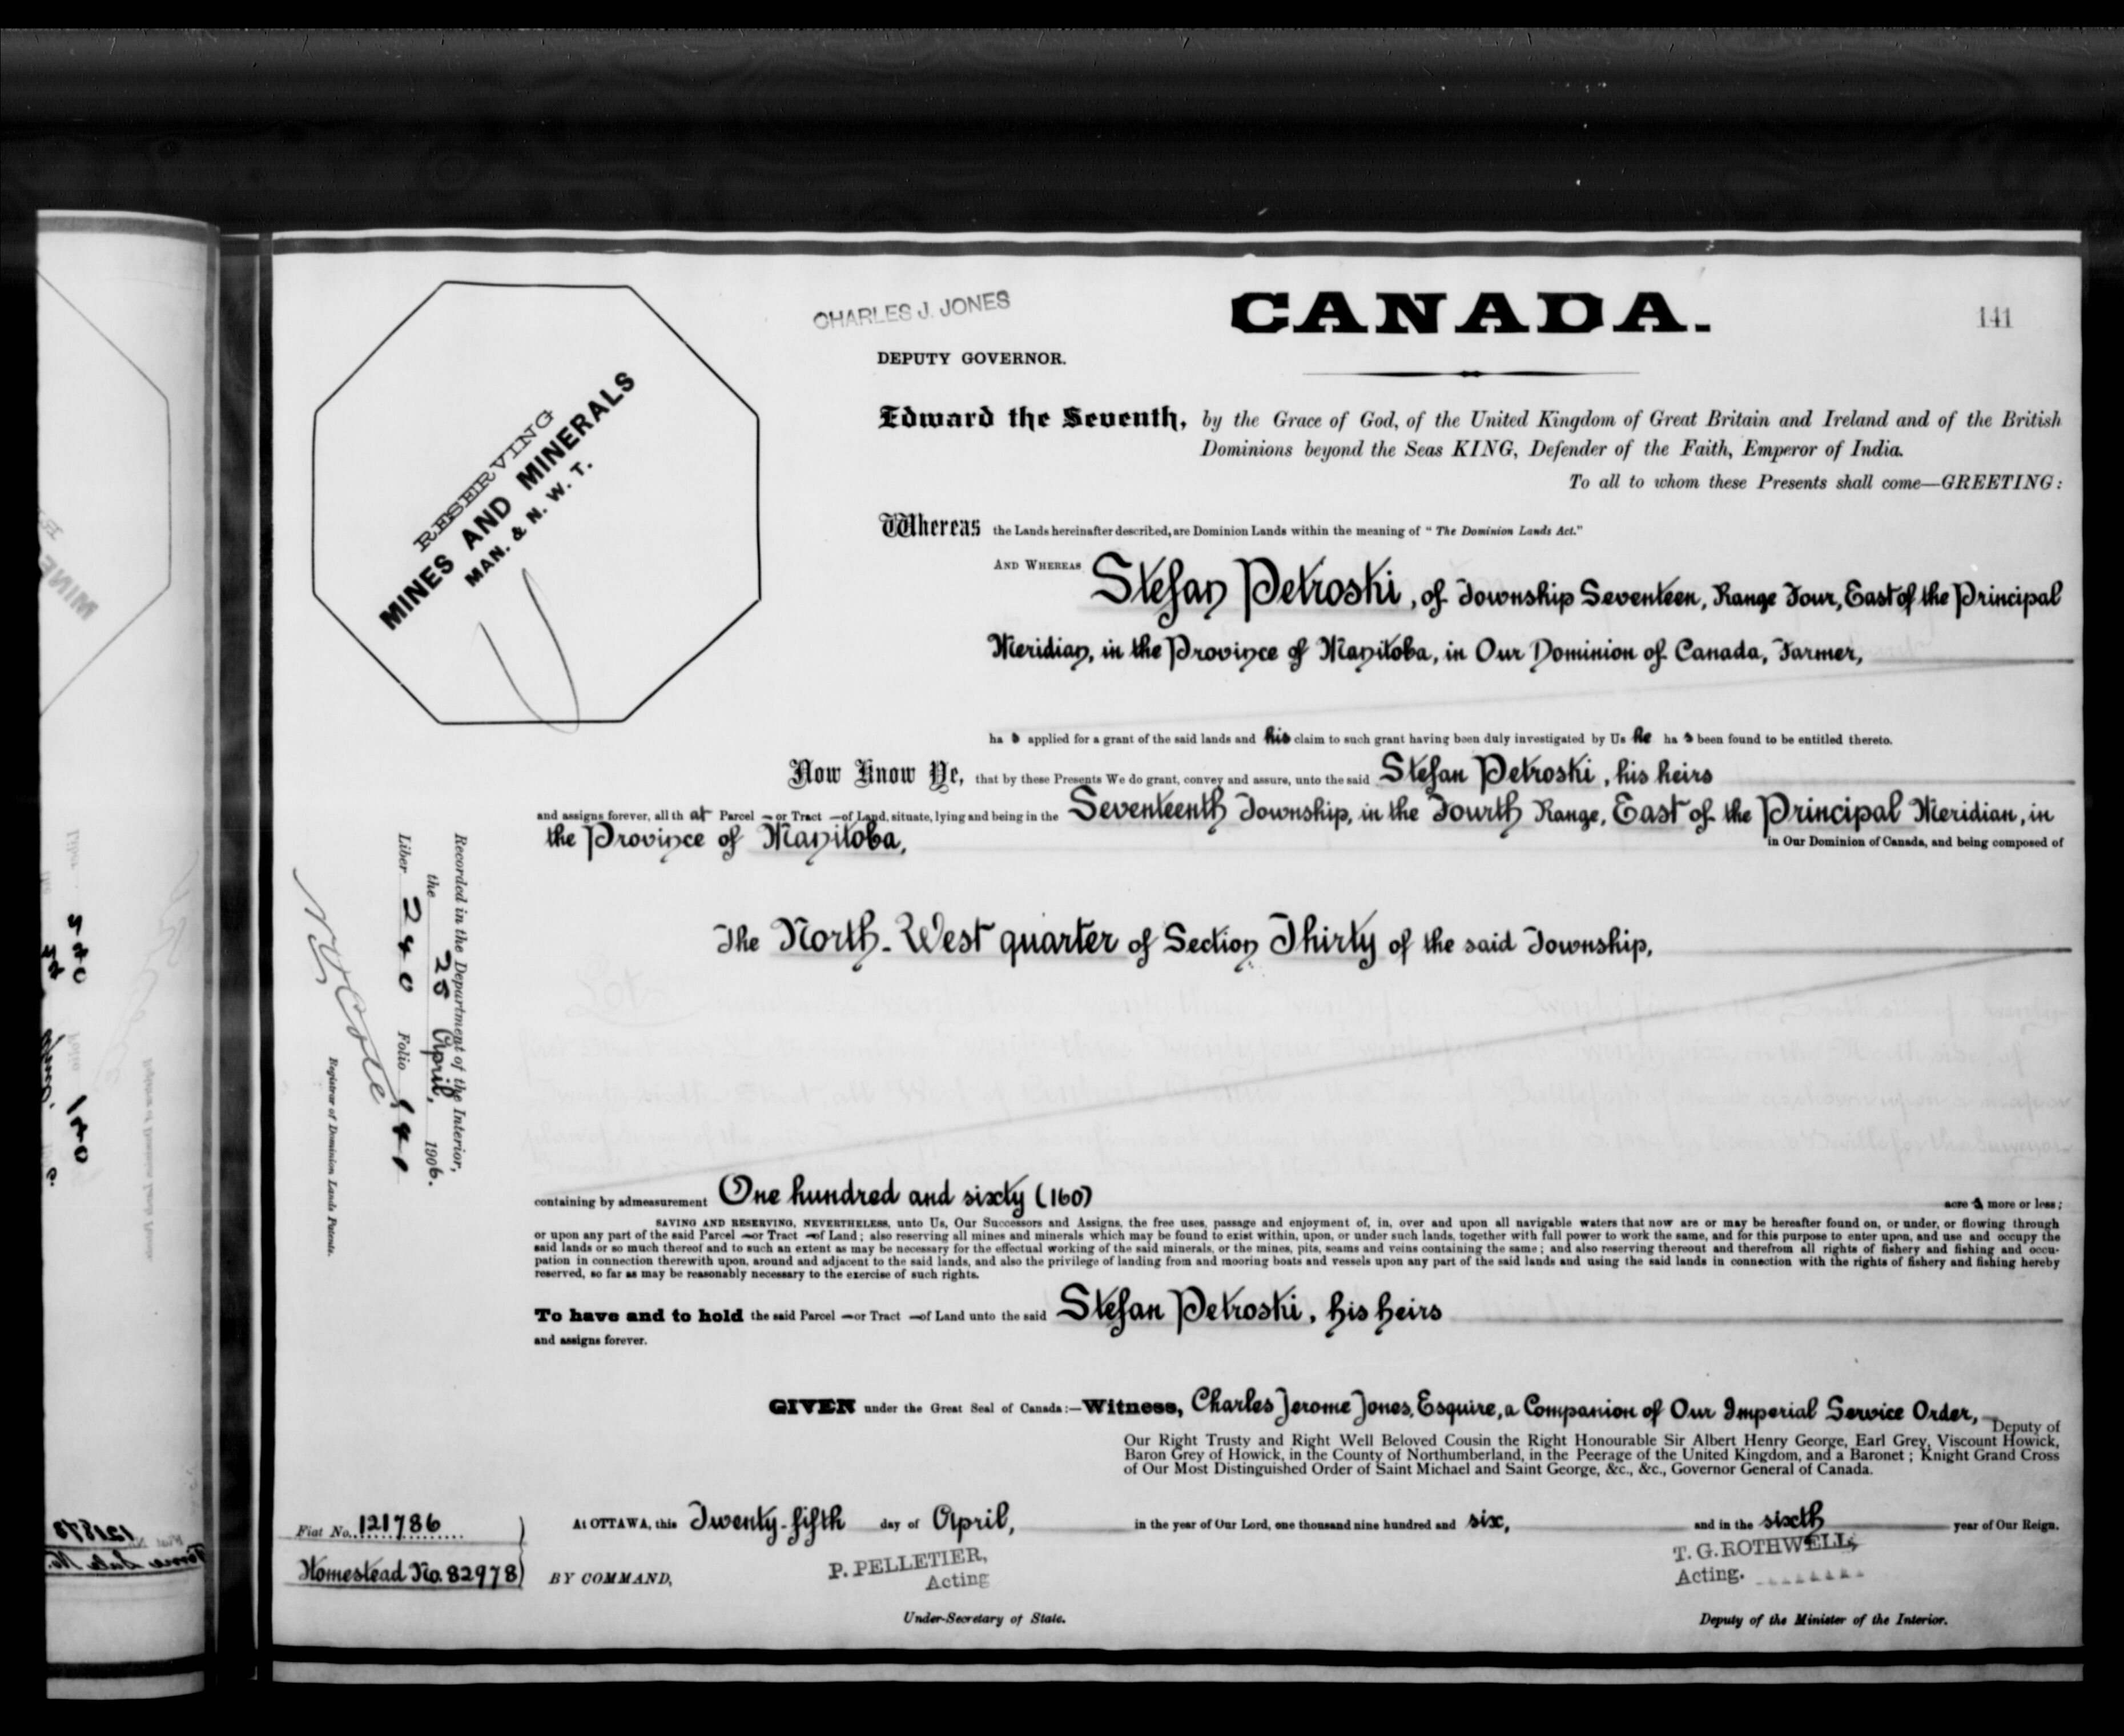 CHARLES J. JONES
CANADA.
141
DEPUTY GOVERNOR.
RESERVING
MINES AND MINERALS
MAN. & N. W. T.
Edward the Seventh, by the Grace of God, of the United Kingdom of Great Britain and Ireland and of the British
Dominions beyond the Seas KING, Defender of the Faith, Emperor of India.
To all to whom these Presents shall come—GREETING:
Whereas the Lands hereinafter described, are Dominion Lands within the meaning of "The Dominion Lands Act."
AND WHEREAS Stefan Petroski, of Township Seventeen, Range Four, East of the Principal
Meridian, in the Province of Manitoba, in Our Dominion of Canada, Farmer,
ha s applied for a grant of the said lands and his claim to such grant having been duly investigated by Us he ha s been found to be entitled thereto.
Now Know Ye, that by these Presents We do grant, convey and assure, unto the said Stefan Petroski, his heirs
and assigns forever, all th at Parcel — or Tract — of Land, situate, lying and being in the Seventeenth Township, in the Fourth Range, East of the Principal Meridian, in
the Province of Manitoba, in Our Dominion of Canada, and being composed of
The North-West quarter of Section Thirty of the said Township,
Recorded in the Department of the Interior,
the 25 April, 1906.
Liber 240 Folio 141
Registrar of Dominion Lands Patents.
containing by admeasurement One hundred and sixty (160) acre s more or less;
SAVING AND RESERVING, NEVERTHELESS, unto Us, Our Successors and Assigns, the free uses, passage and enjoyment of, in, over and upon all navigable waters that now are or may be hereafter found on, or under, or flowing through
or upon any part of the said Parcel — or Tract — of Land; also reserving all mines and minerals which may be found to exist within, upon, or under such lands, together with full power to work the same, and for this purpose to enter upon, and use and occupy the
said lands or so much thereof and to such an extent as may be necessary for the effectual working of the said minerals, or the mines, pits, seams and veins containing the same; and also reserving thereout and therefrom all rights of fishery and fishing and occu-
pation in connection therewith upon, around and adjacent to the said lands, and also the privilege of landing from and mooring boats and vessels upon any part of the said lands and using the said lands in connection with the rights of fishery and fishing hereby
reserved, so far as may be reasonably necessary to the exercise of such rights.
To have and to hold the said Parcel — or Tract — of Land unto the said Stefan Petroski, his heirs
and assigns forever.
GIVEN under the Great Seal of Canada:—Witness, Charles Jerome Jones, Esquire, a Companion of Our Imperial Service Order, Deputy of
Our Right Trusty and Right Well Beloved Cousin the Right Honourable Sir Albert Henry George, Earl Grey, Viscount Howick,
Baron Grey of Howick, in the County of Northumberland, in the Peerage of the United Kingdom, and a Baronet; Knight Grand Cross
of Our Most Distinguished Order of Saint Michael and Saint George, &c., &c., Governor General of Canada.
At OTTAWA, this Twenty-fifth day of April, in the year of Our Lord, one thousand nine hundred and six, and in the sixth year of Our Reign.
Fiat No. 121786
Homestead No. 82978
BY COMMAND,
P. PELLETIER,
Acting
Under-Secretary of State.
T. G. ROTHWELL,
Acting.
Deputy of the Minister of the Interior.